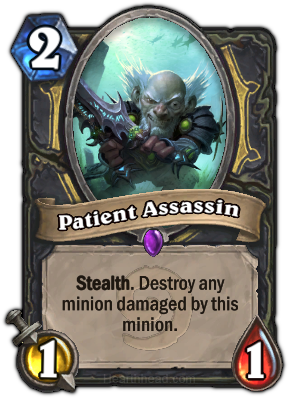 2
Patient Assassin
Stealth. Destroy any
minion damaged by this
minion.
1
1